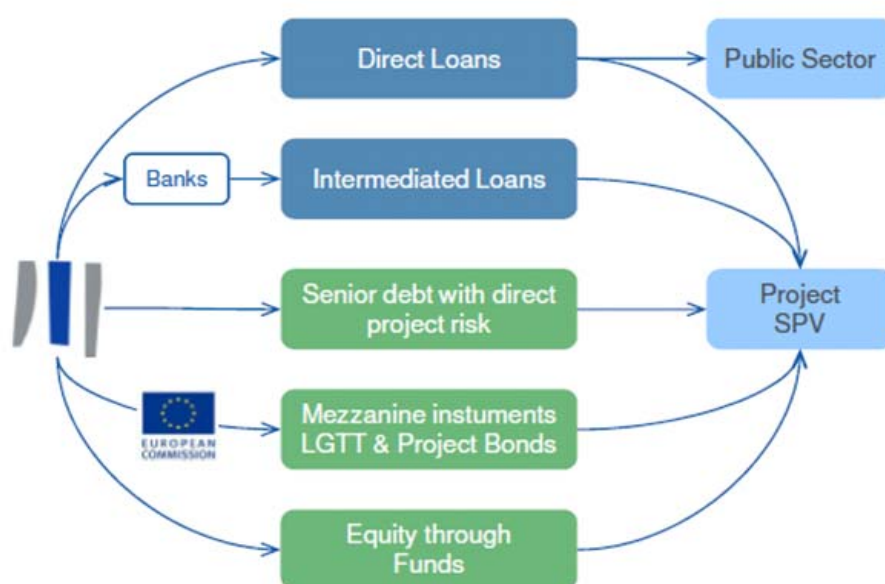 Direct Loans
Public Sector
Banks
Intermediated Loans
Senior debt with direct
project risk
Project
SPV
EUROPEAN
COMMISSION
Mezzanine instuments
LGTT & Project Bonds
Equity through
Funds